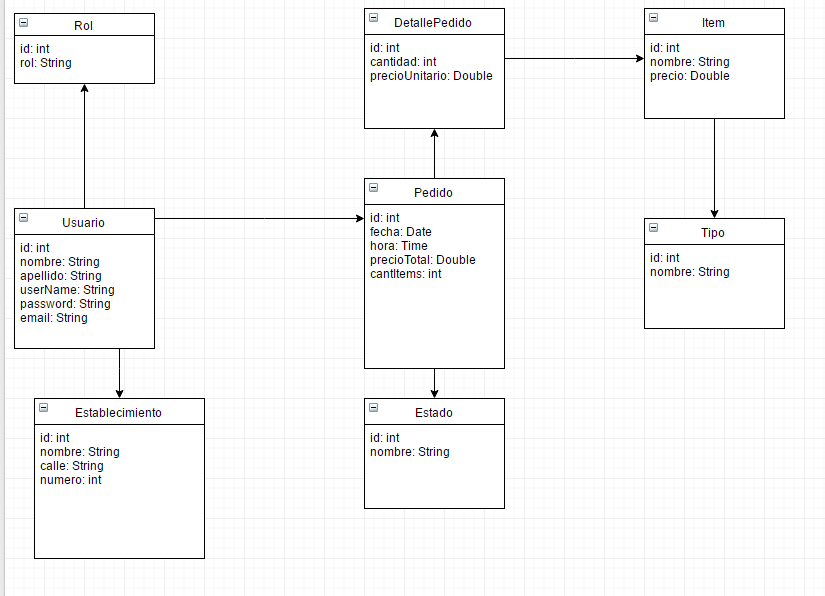 Rol
id: int
rol: String
DetallePedido
id: int
cantidad: int
precioUnitario: Double
Item
id: int
nombre: String
precio: Double
Usuario
id: int
nombre: String
apellido: String
userName: String
password: String
email: String
Pedido
id: int
fecha: Date
hora: Time
precioTotal: Double
cantItems: int
Tipo
id: int
nombre: String
Establecimiento
id: int
nombre: String
calle: String
numero: int
Estado
id: int
nombre: String